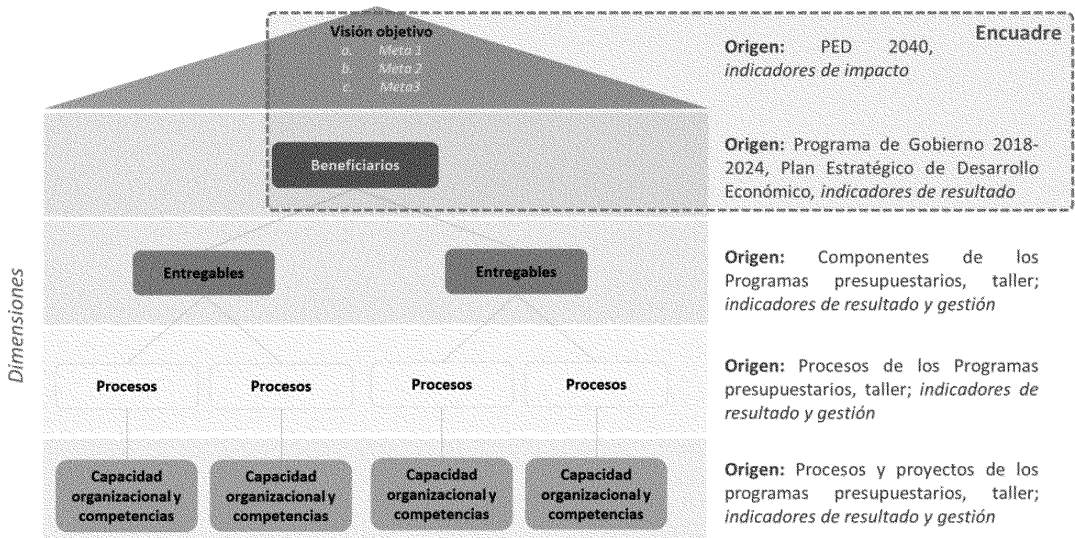 Visión objetivo
a. Meta 1
b. Meta 2
c. Meta3
Encuadre
Origen: PED 2040,
indicadores de impacto
Beneficiarios
Origen: Programa de Gobierno 2018-
2024, Plan Estratégico de Desarrollo
Económico, indicadores de resultado
Dimensiones
Entregables
Entregables
Origen: Componentes de los
Programas presupuestarios, taller;
indicadores de resultado y gestión
Procesos
Procesos
Procesos
Procesos
Origen: Procesos de los Programas
presupuestarios, taller; indicadores de
resultado y gestión
Capacidad
organizacional y
competencias
Capacidad
organizacional y
competencias
Capacidad
organizacional y
competencias
Capacidad
organizacional y
competencias
Origen: Procesos y proyectos de los
programas presupuestarios, taller;
indicadores de resultado y gestión